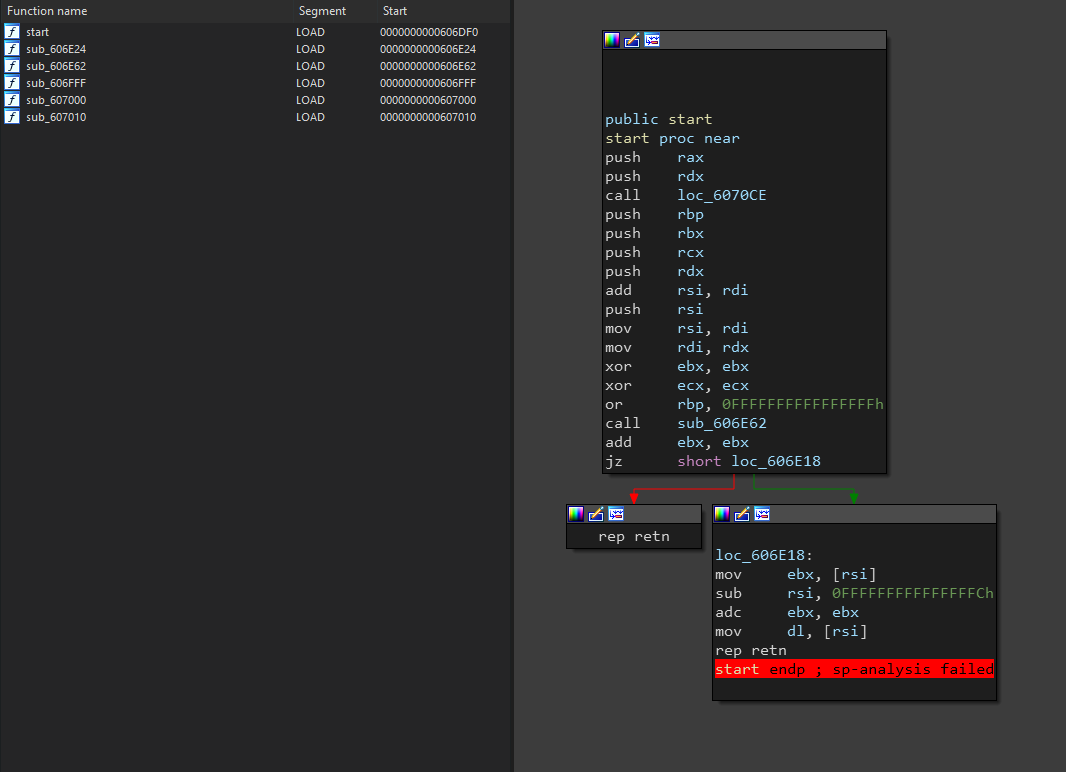 Function name Segment Start
f start LOAD 0000000000606DF0
f sub_606E24 LOAD 0000000000606E24
f sub_606E62 LOAD 0000000000606E62
f sub_606FFF LOAD 0000000000606FFF
f sub_607000 LOAD 0000000000607000
f sub_607010 LOAD 0000000000607010
public start
start proc near
push rax
push rdx
call loc_6070CE
push rbp
push rbx
push rcx
push rdx
add rsi, rdi
push rsi
mov rsi, rdi
mov rdi, rdx
xor ebx, ebx
xor ecx, ecx
or rbp, 0FFFFFFFFFFFFFFFFh
call sub_606E62
add ebx, ebx
jz short loc_606E18
rep retn
loc_606E18:
mov ebx, [rsi]
sub rsi, 0FFFFFFFFFFFFFFFCh
adc ebx, ebx
mov dl, [rsi]
rep retn
start endp ; sp-analysis failed